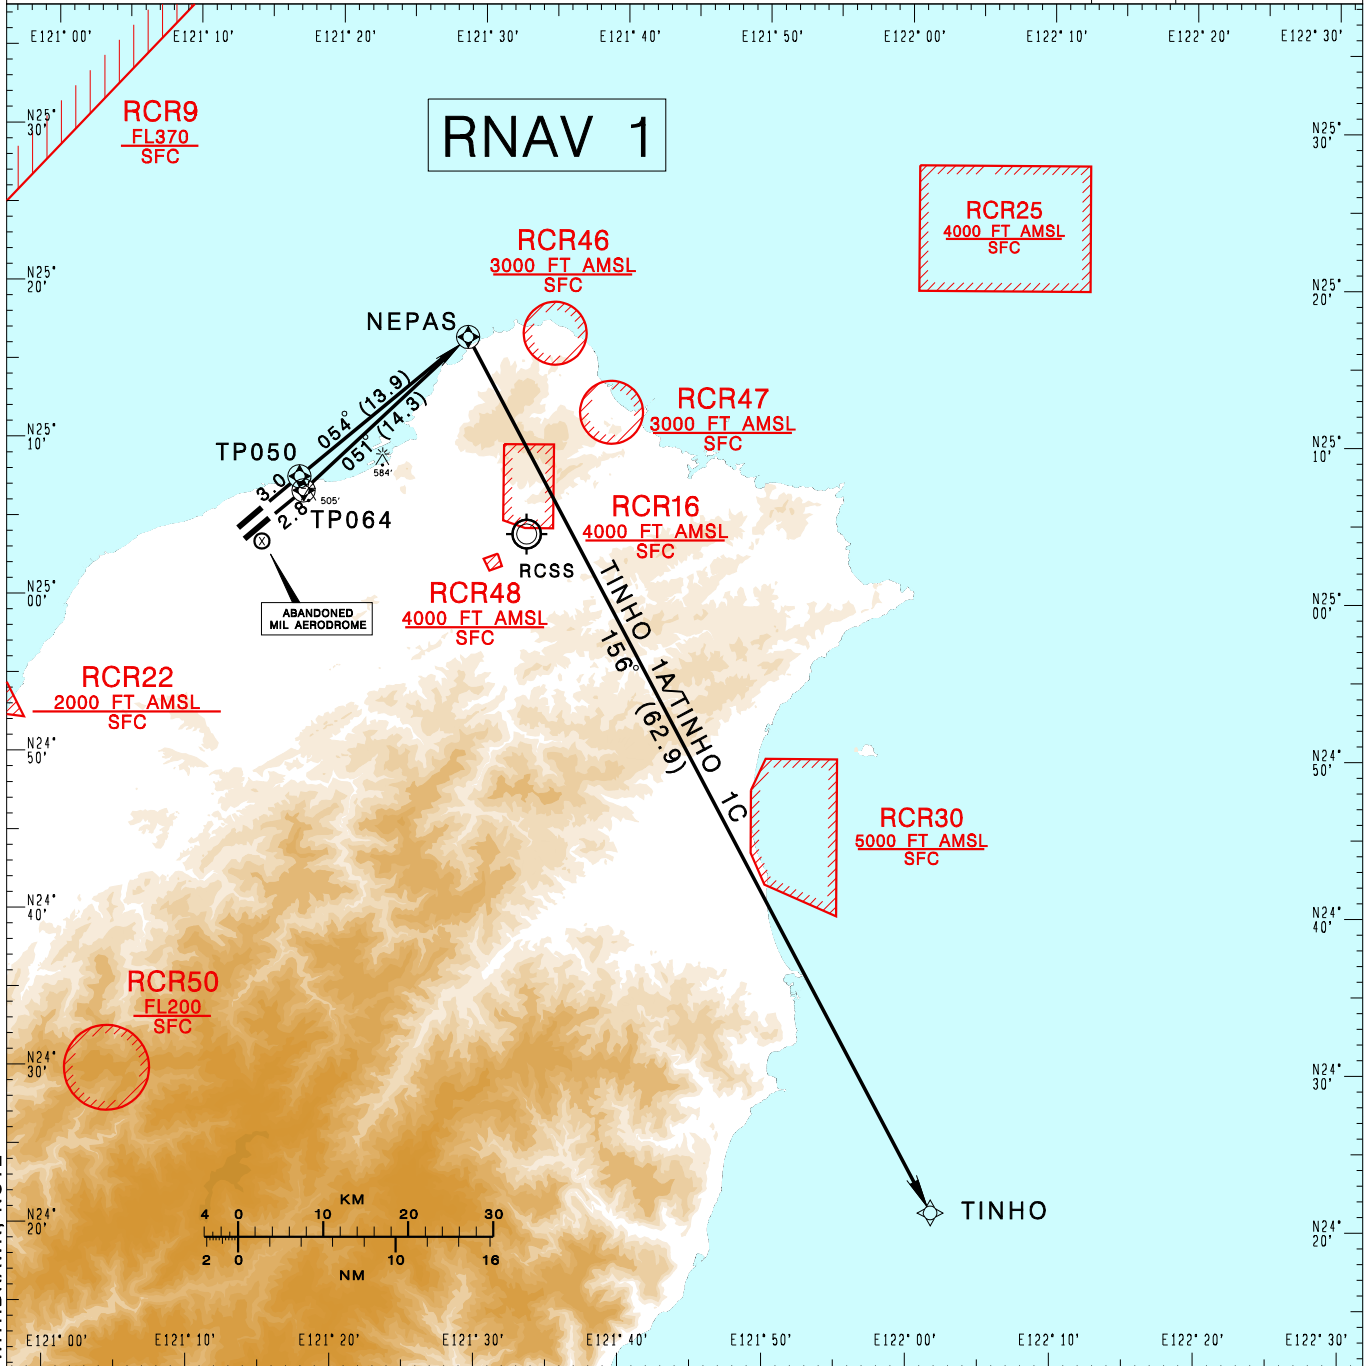 E121° 00'
E121° 10'
E121° 20'
E121° 30'
E121° 40'
E121° 50'
E122° 00'
E122° 10'
E122° 20'
E122° 30'
RCR9
FL370
SFC
RNAV 1
N25°
30'
N25°
30'
RCR25
4000 FT AMSL
SFC
RCR46
3000 FT AMSL
SFC
N25°
20'
N25°
20'
NEPAS
054° (13.9)
051° (14.3)
RCR47
3000 FT AMSL
SFC
N25°
10'
N25°
10'
TP050
584'
3.0
505'
2.8
TP064
RCR16
4000 FT AMSL
SFC
RCSS
X
RCR48
4000 FT AMSL
SFC
N25°
00'
N25°
00'
ABANDONED
MIL AERODROME
TINHO 1A/TINHO 1C
156°
(62.9)
RCR22
2000 FT AMSL
SFC
N24°
50'
N24°
50'
RCR30
5000 FT AMSL
SFC
N24°
40'
N24°
40'
RCR50
FL200
SFC
N24°
30'
N24°
30'
TINHO
N24°
20'
N24°
20'
KM
4 0 10 20 30
2 0 10 16
NM
E121° 00'
E121° 10'
E121° 20'
E121° 30'
E121° 40'
E121° 50'
E122° 00'
E122° 10'
E122° 20'
E122° 30'